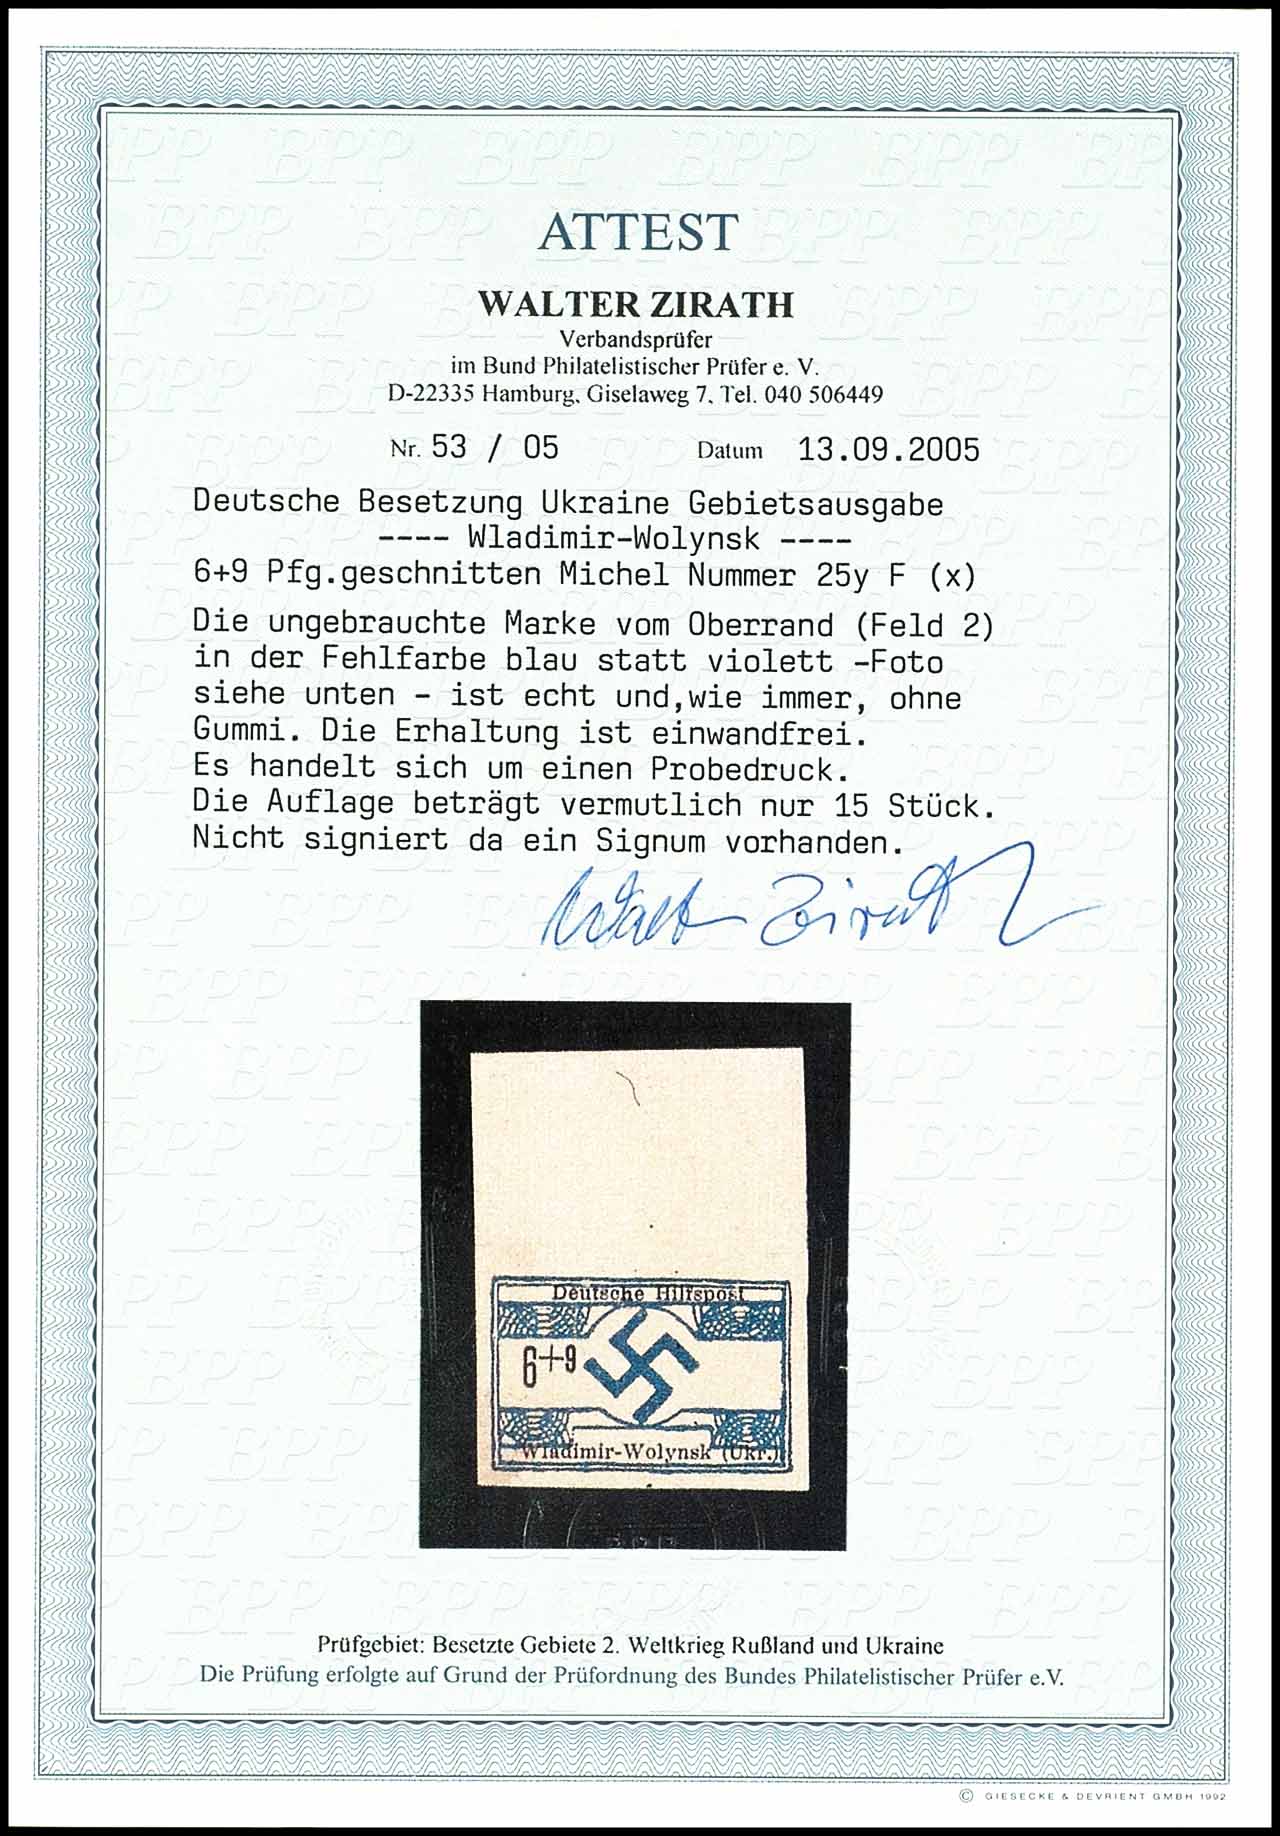 ATTEST
WALTER ZIRATH
Verbandsprüfer
im Bund Philatelistischer Prüfer e. V.
D-22335 Hamburg, Giselaweg 7, Tel. 040 506449
Nr. 53 / 05 Datum 13.09.2005
Deutsche Besetzung Ukraine Gebietsausgabe
---- Wladimir-Wolynsk ----
6+9 Pfg.geschnitten Michel Nummer 25y F (x)
Die ungebrauchte Marke vom Oberrand (Feld 2)
in der Fehlfarbe blau statt violett -Foto
siehe unten - ist echt und,wie immer, ohne
Gummi. Die Erhaltung ist einwandfrei.
Es handelt sich um einen Probedruck.
Die Auflage beträgt vermutlich nur 15 Stück.
Nicht signiert da ein Signum vorhanden.
Walter Zirath
Deutsche Hilfspost
6+9
Wladimir-Wolynsk (Ukr.)
Prüfgebiet: Besetzte Gebiete 2. Weltkrieg Rußland und Ukraine
Die Prüfung erfolgte auf Grund der Prüfordnung des Bundes Philatelistischer Prüfer e.V.
© GIESECKE & DEVRIENT GMBH 1992